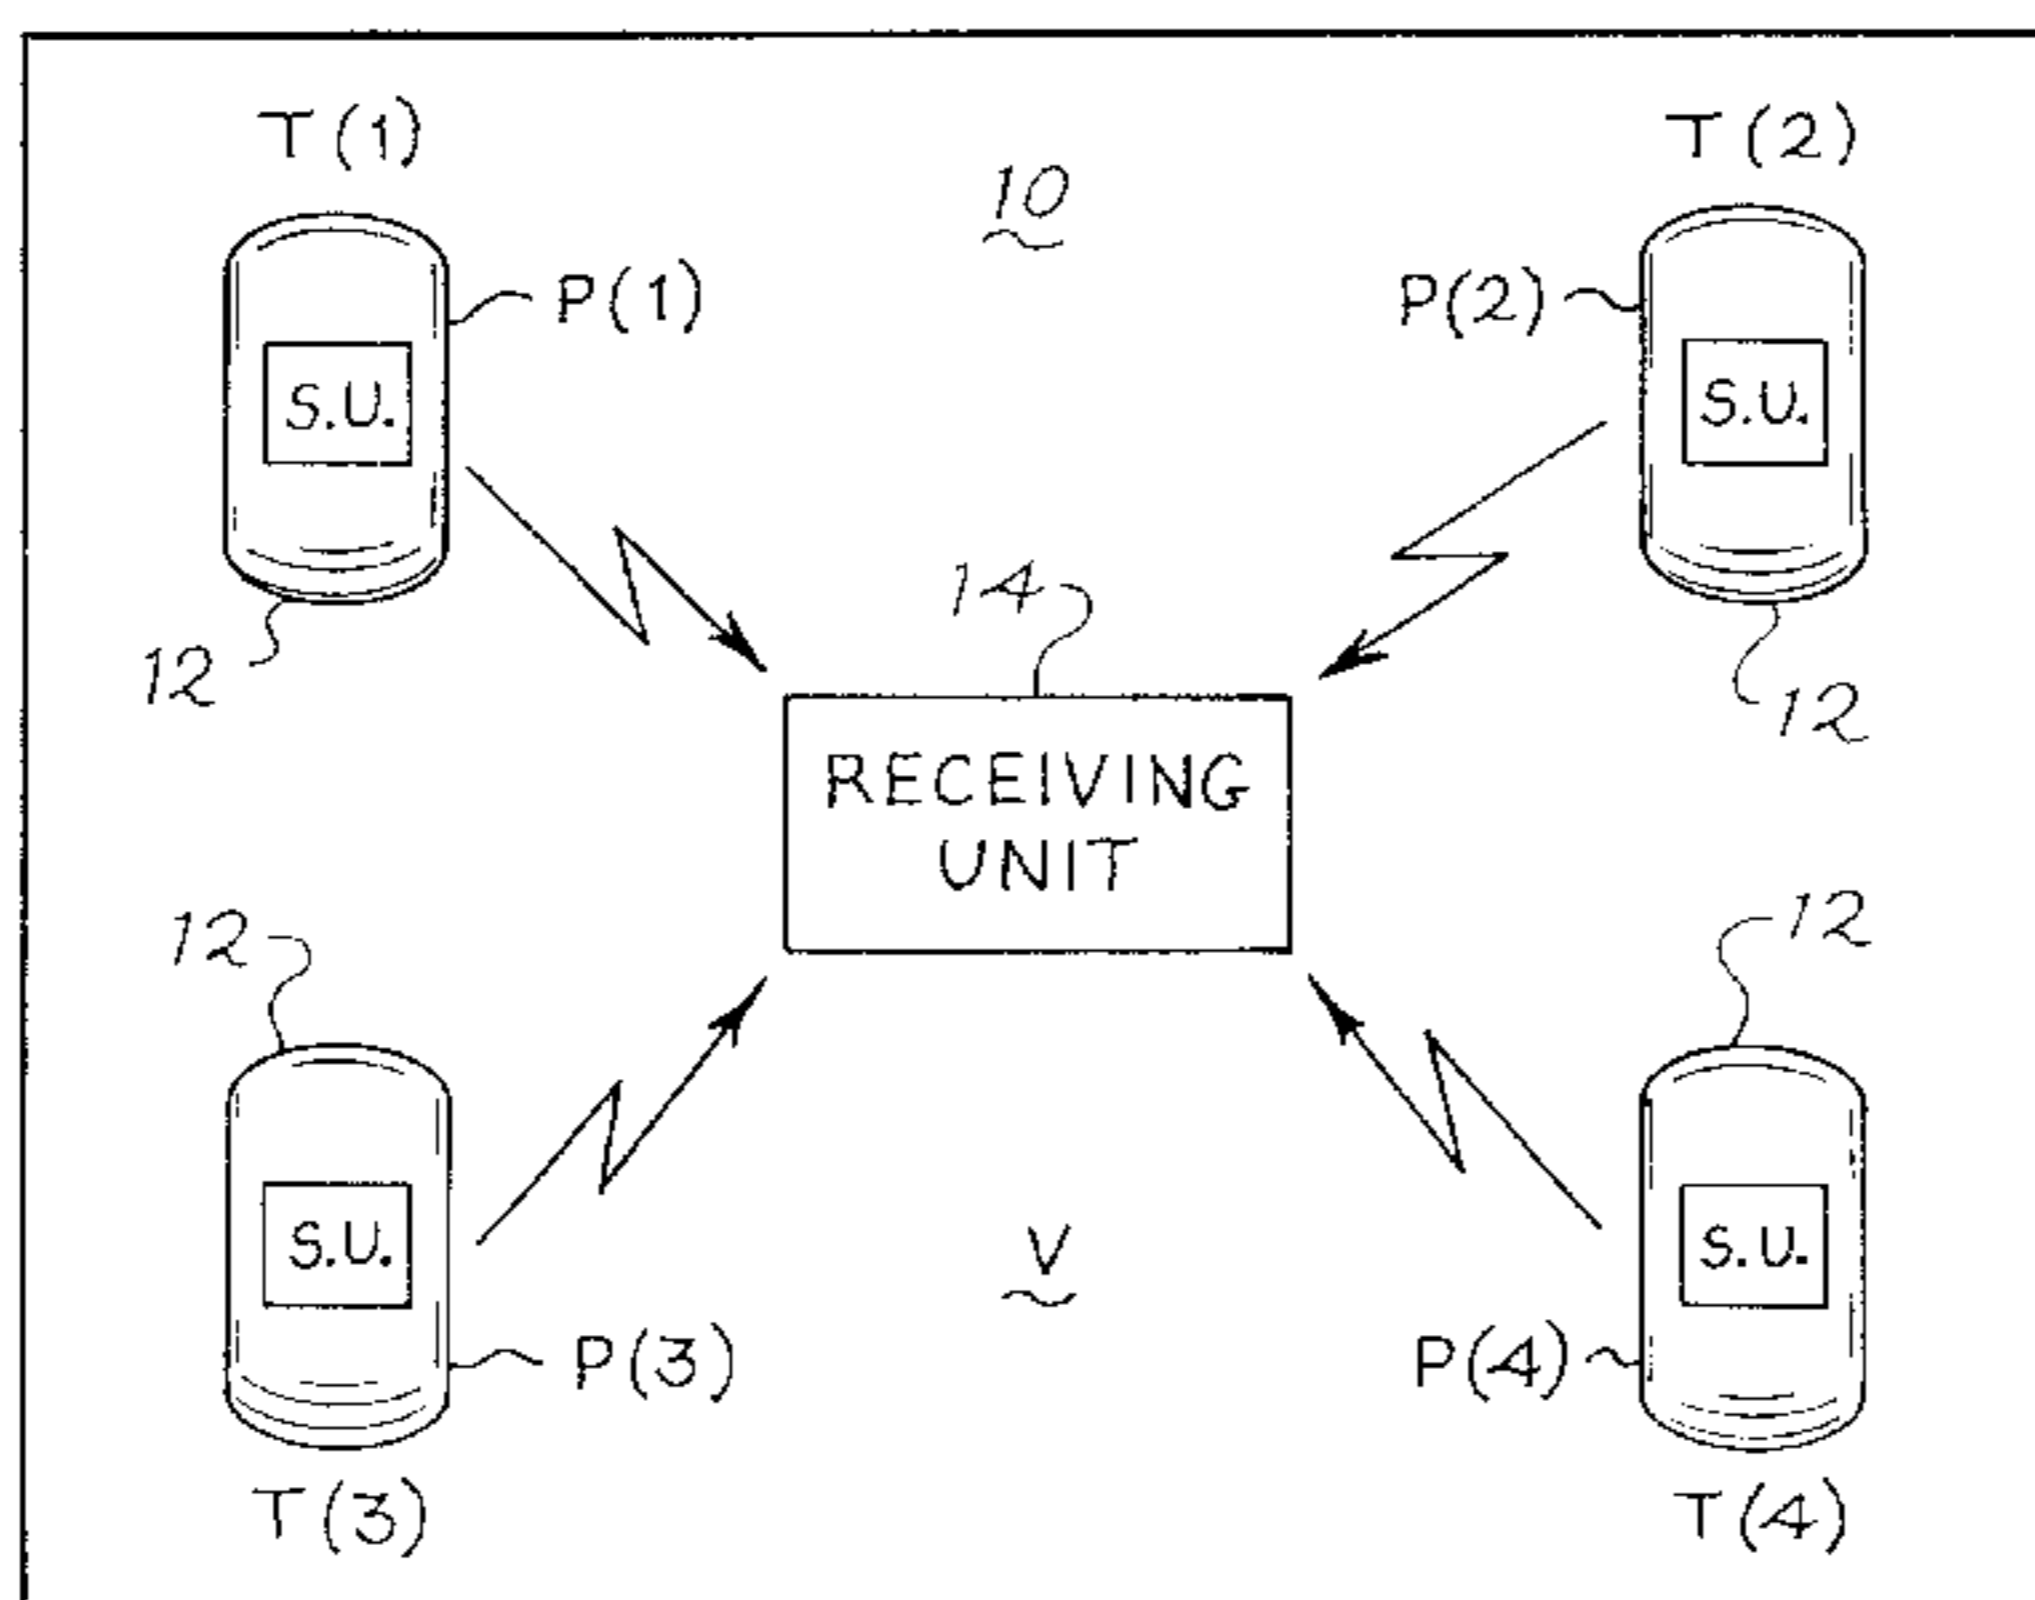 T(1)
T(2)
10
P(1)
P(2)
S.U.
S.U.
14
12
12
RECEIVING
UNIT
12
12
S.U.
V
S.U.
P(3)
P(4)
T(3)
T(4)